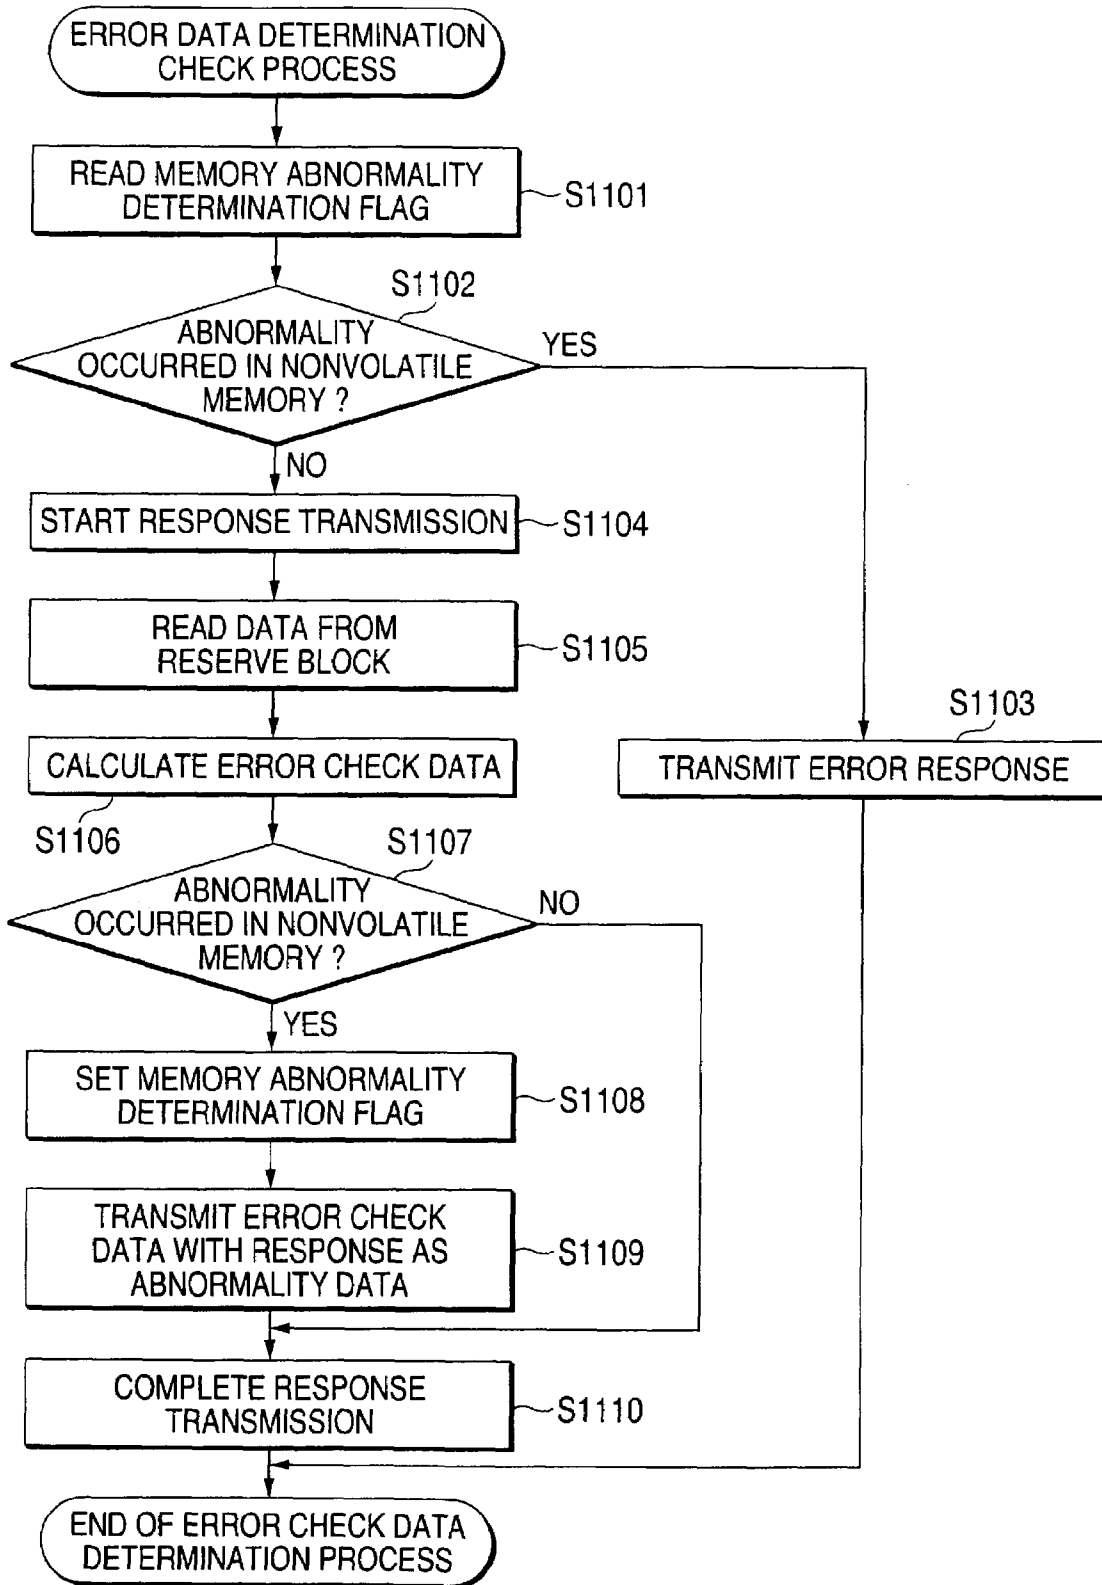 ERROR DATA DETERMINATION
CHECK PROCESS
READ MEMORY ABNORMALITY
DETERMINATION FLAG
S1101
S1102
ABNORMALITY
OCCURRED IN NONVOLATILE
MEMORY ?
YES
NO
START RESPONSE TRANSMISSION
S1104
READ DATA FROM
RESERVE BLOCK
S1105
S1103
TRANSMIT ERROR RESPONSE
CALCULATE ERROR CHECK DATA
S1106
S1107
ABNORMALITY
OCCURRED IN NONVOLATILE
MEMORY ?
NO
YES
SET MEMORY ABNORMALITY
DETERMINATION FLAG
S1108
TRANSMIT ERROR CHECK
DATA WITH RESPONSE AS
ABNORMALITY DATA
S1109
COMPLETE RESPONSE
TRANSMISSION
S1110
END OF ERROR CHECK DATA
DETERMINATION PROCESS